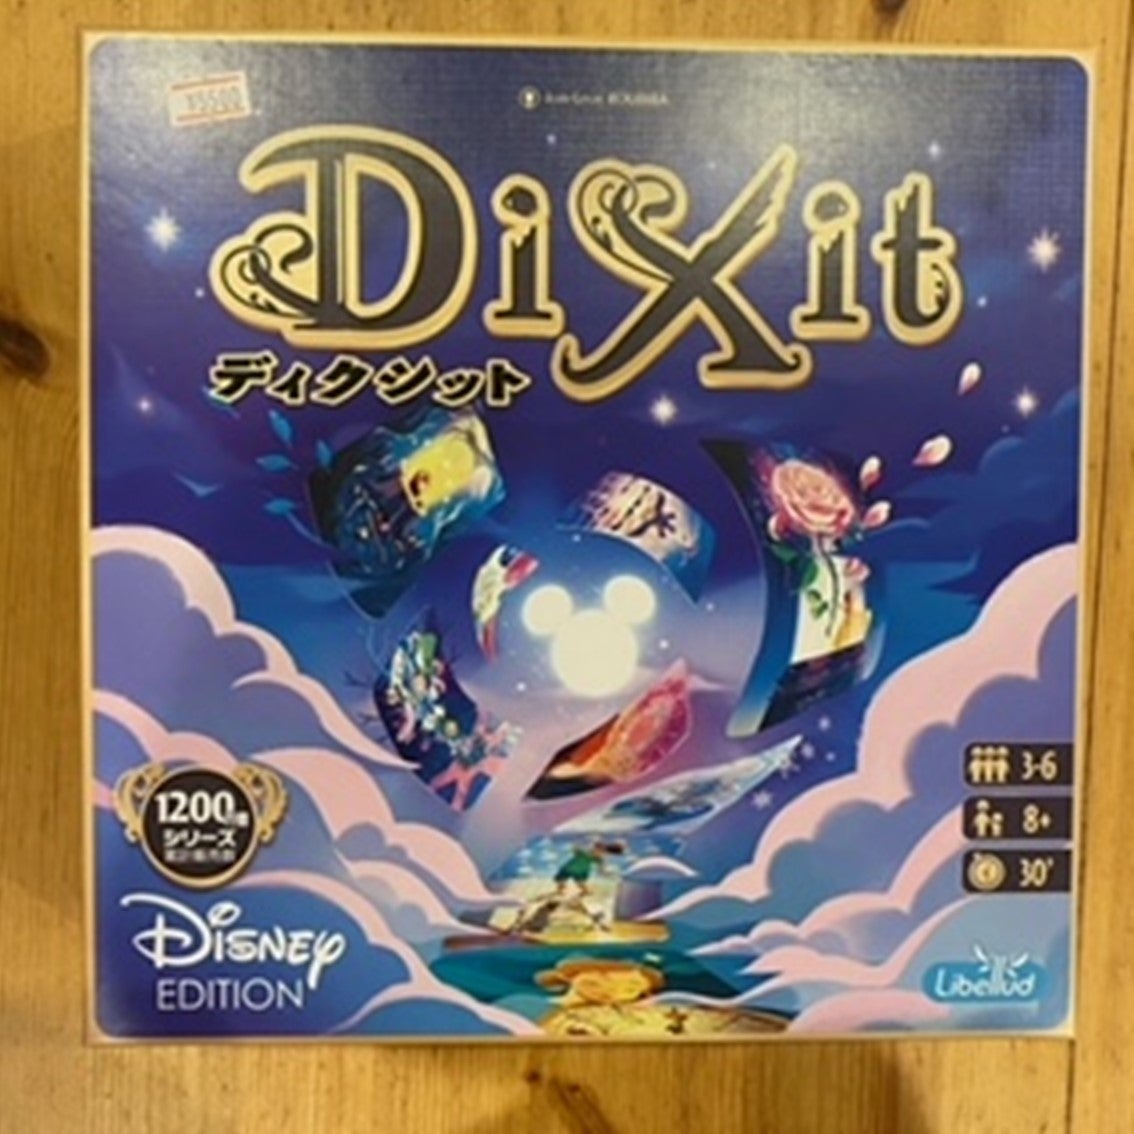 ¥5500
Dixit
ディクシット
1200
シリーズ
3-6
8+
30'
Disney
EDITION
Libellud